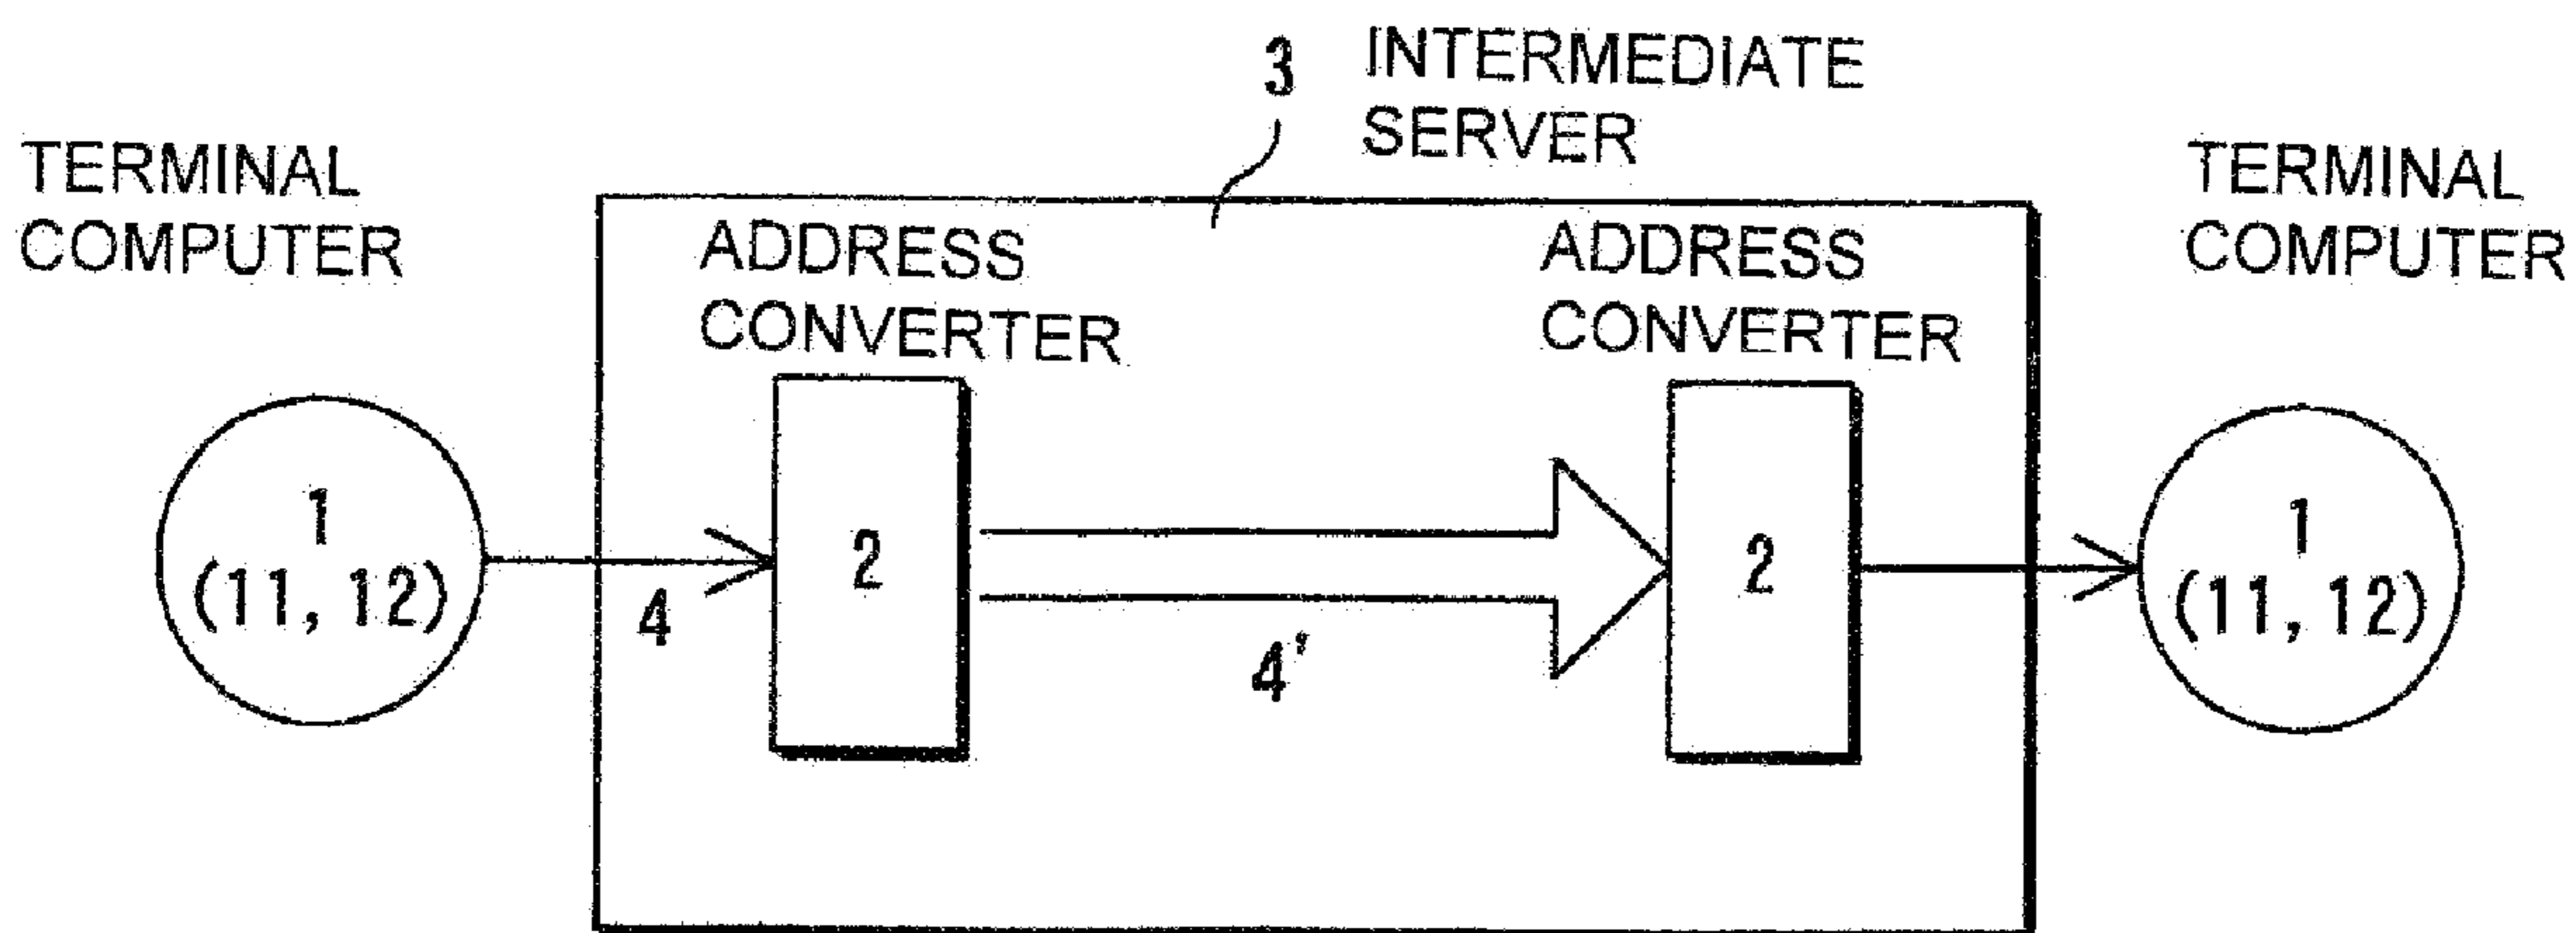 3 INTERMEDIATE
SERVER
TERMINAL
COMPUTER
TERMINAL
COMPUTER
ADDRESS
CONVERTER
ADDRESS
CONVERTER
1
(11, 12)
4
2
4'
2
1
(11, 12)